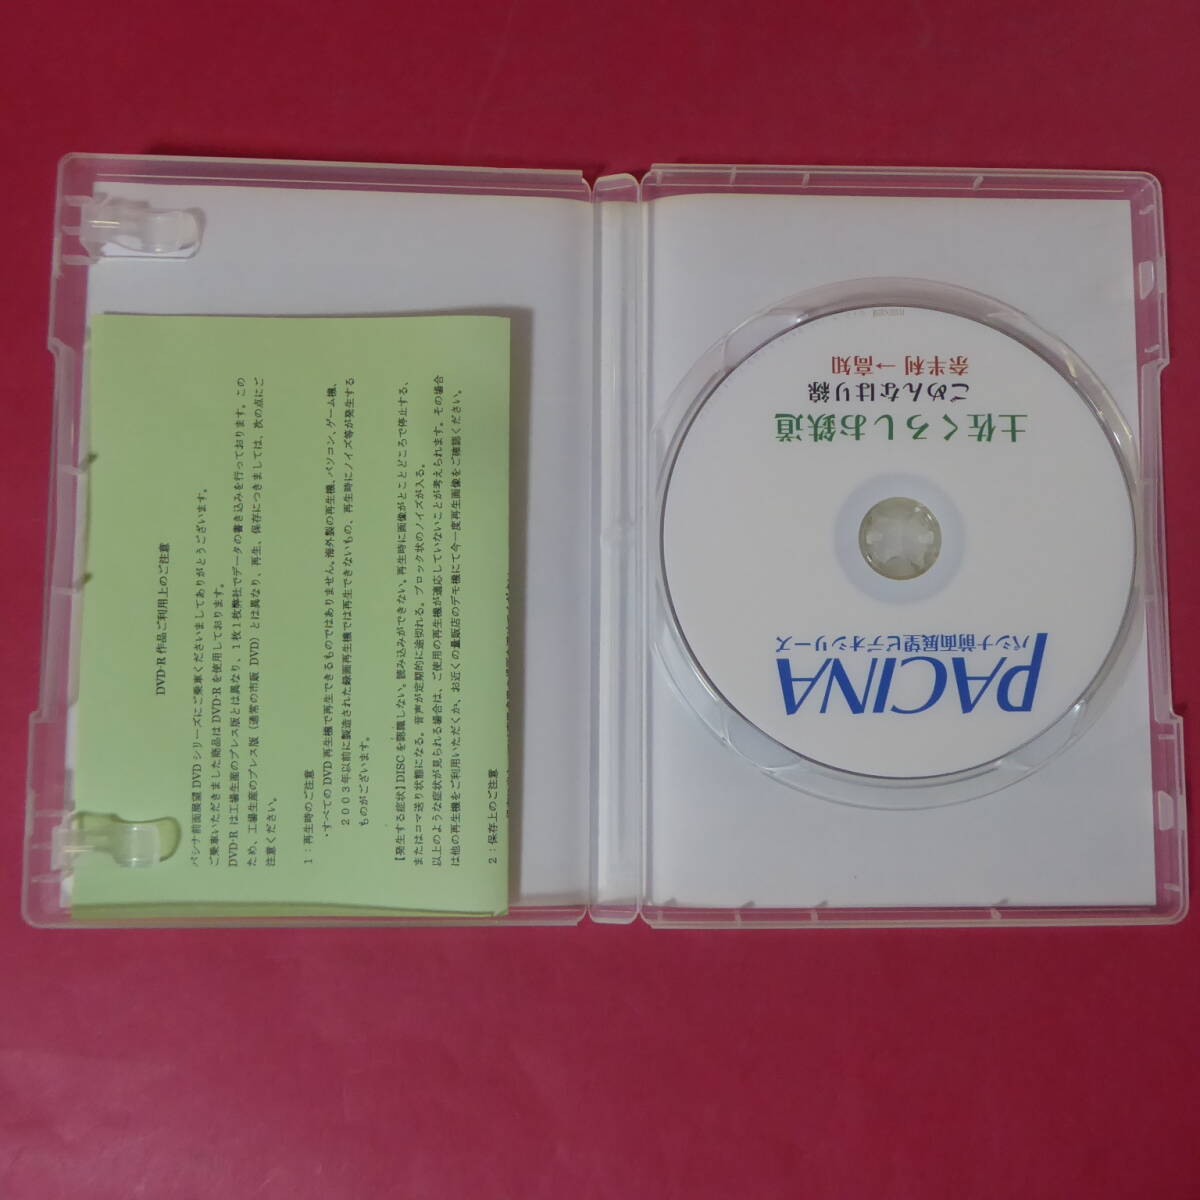 DVD-R 作品ご利用上のご注意
パシナ前面展望 DVD シリーズにご乗車くださいましてありがとうございます。
ご乗車いただきました商品は DVD-R を使用しております。
DVD-R は工場生産のプレス版とは異なり、1枚1枚弊社でデータの書き込みを行っております。この
ため、工場生産のプレス版（通常の市販 DVD）とは異なり、再生、保存につきましては、次の点にご
注意ください。
1：再生時のご注意
・すべての DVD 再生機で再生できるものではありません。海外製の再生機、パソコン、ゲーム機、
2003年以前に製造された録画再生機では再生できないもの、再生時にノイズ等が発生する
ものがございます。
【発生する症状】DISC を認識しない。読み込みができない。再生時に画像がとことどころで停止する、
またはコマ送り状態になる。音声が定期的に途切れる。ブロック状のノイズが入る。
以上のような症状が見られる場合は、ご使用の再生機が適応していないことが考えられます。その場合
は他の再生機をご利用いただくか、お近くの量販店のデモ機にて今一度再生画像をご確認ください。
2：保存上のご注意
PACINA
パシナ前面展望ビデオシリーズ
土佐くろしお鉄道
ごめんなはり線
奈半利→高知